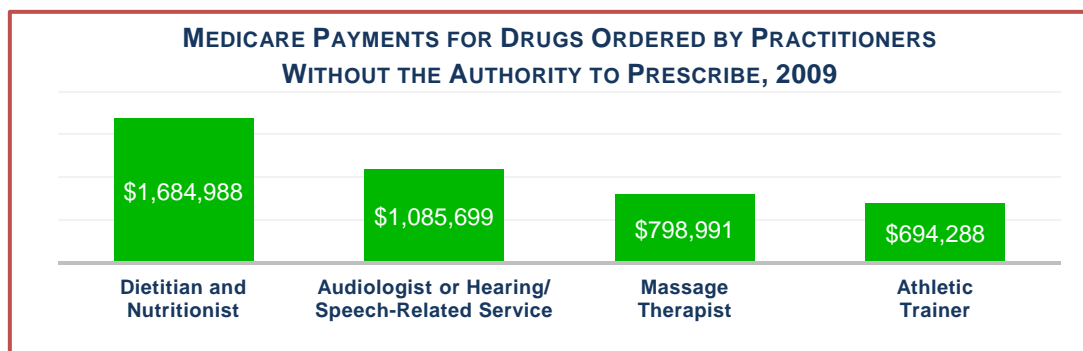 MEDICARE PAYMENTS FOR DRUGS ORDERED BY PRACTITIONERS
WITHOUT THE AUTHORITY TO PRESCRIBE, 2009
$1,684,988
$1,085,699
$798,991
$694,288
Dietitian and
Nutritionist
Audiologist or Hearing/
Speech-Related Service
Massage
Therapist
Athletic
Trainer